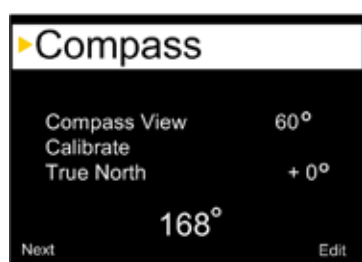 Compass
Compass View 60°
Calibrate
True North + 0°
168°
Next Edit